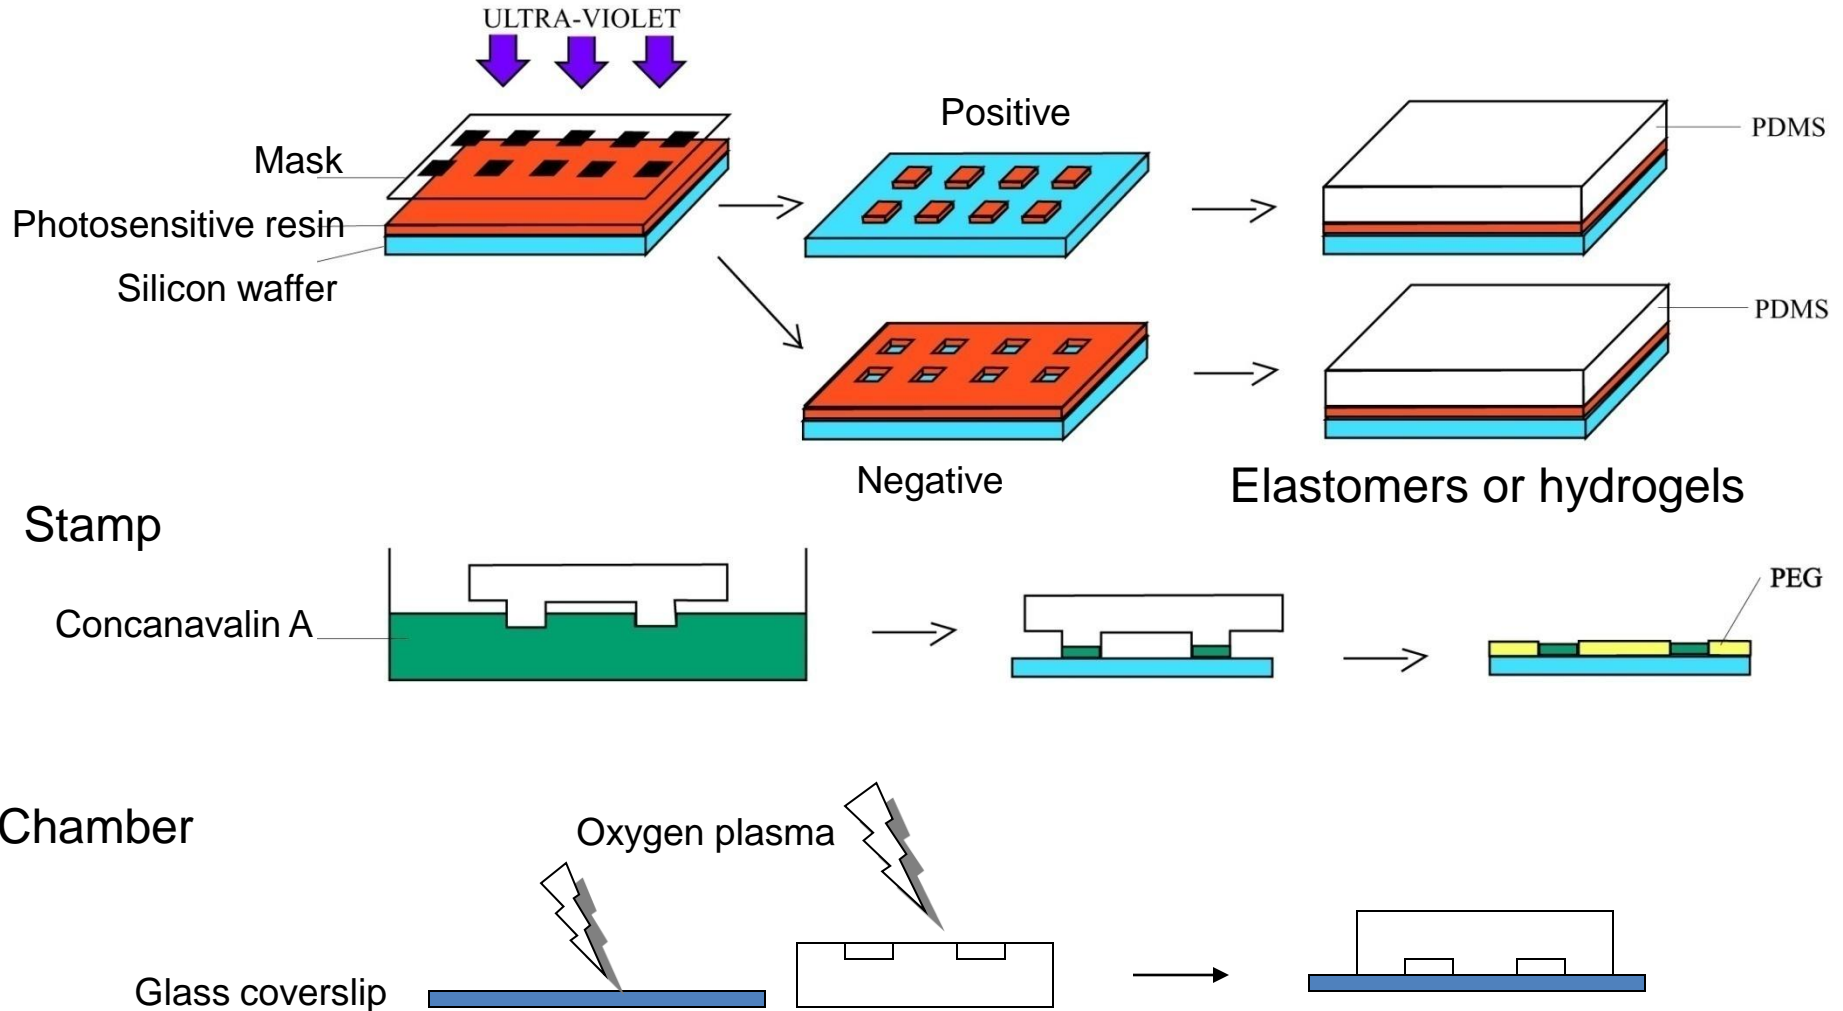 ULTRA-VIOLET
Positive
PDMS
Mask
Photosensitive resin
Silicon waffer
PDMS
Negative
Elastomers or hydrogels
Stamp
PEG
Concanavalin A
Chamber
Oxygen plasma
Glass coverslip